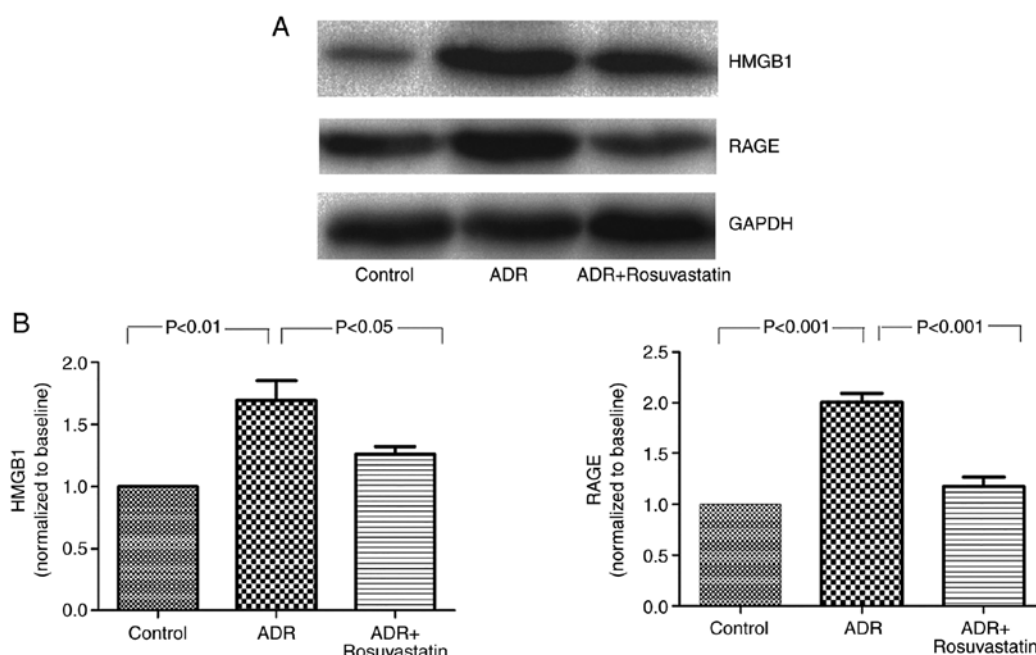 A
HMGB1
RAGE
GAPDH
Control ADR ADR+Rosuvastatin
B
P<0.01 P<0.05
HMGB1
(normalized to baseline)
2.0
1.5
1.0
0.5
0.0
Control ADR ADR+
Rosuvastatin
P<0.001 P<0.001
RAGE
(normalized to baseline)
2.5
2.0
1.5
1.0
0.5
0.0
Control ADR ADR+
Rosuvastatin